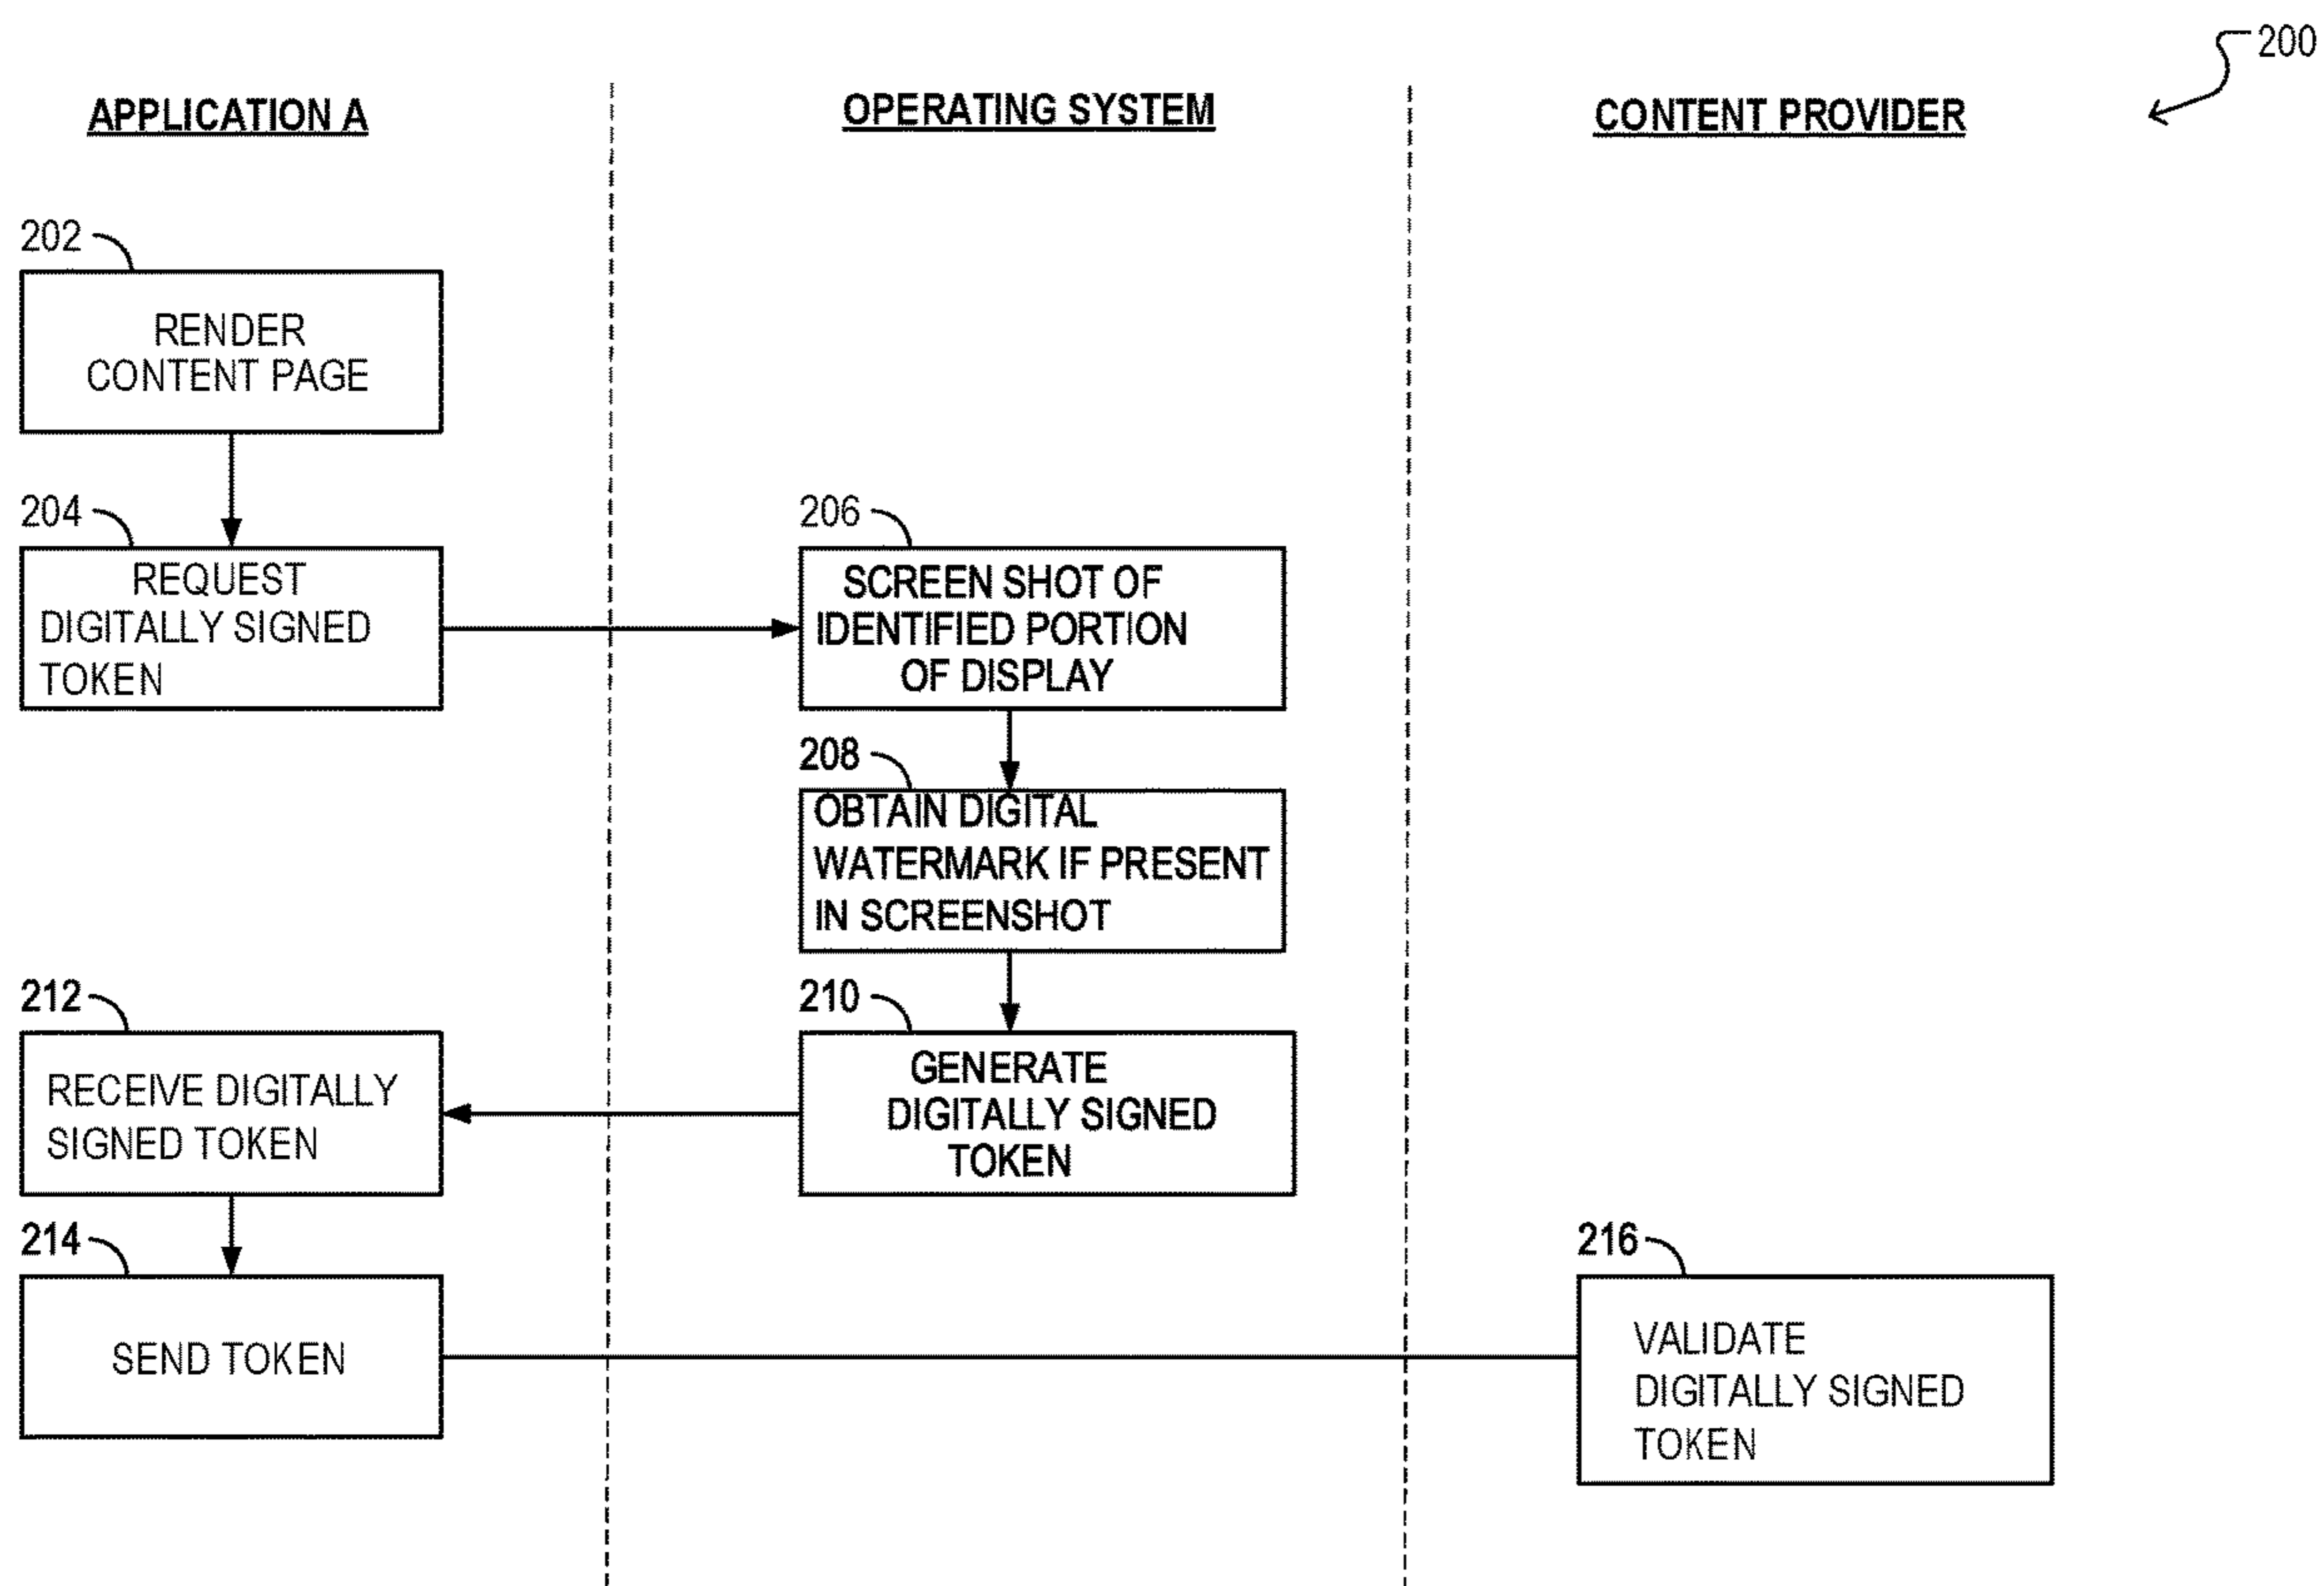 200
APPLICATION A
OPERATING SYSTEM
CONTENT PROVIDER
202
RENDER
CONTENT PAGE
204
REQUEST
DIGITALLY SIGNED
TOKEN
206
SCREEN SHOT OF
IDENTIFIED PORTION
OF DISPLAY
208
OBTAIN DIGITAL
WATERMARK IF PRESENT
IN SCREENSHOT
210
GENERATE
DIGITALLY SIGNED
TOKEN
212
RECEIVE DIGITALLY
SIGNED TOKEN
214
SEND TOKEN
216
VALIDATE
DIGITALLY SIGNED
TOKEN